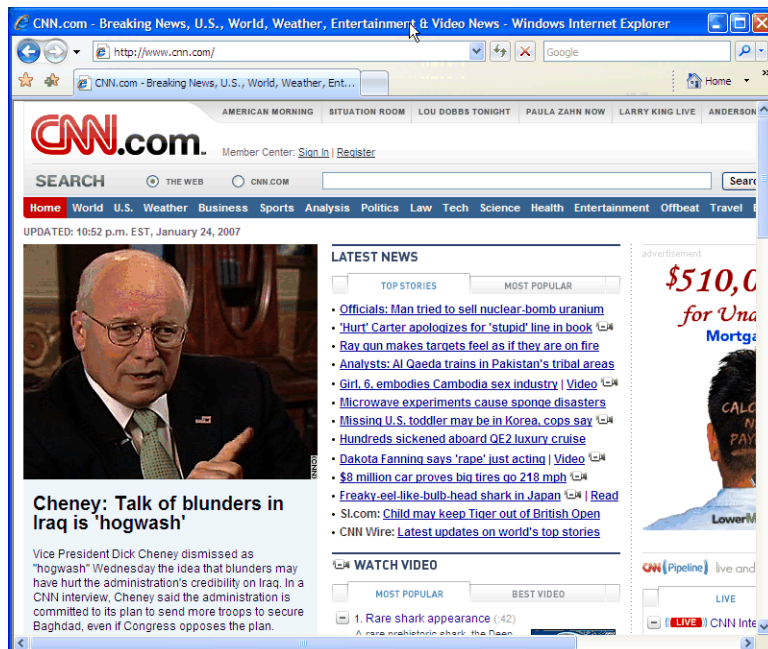 CNN.com - Breaking News, U.S., World, Weather, Entertainment & Video News - Windows Internet Explorer
http://www.cnn.com/
Google
CNN.com - Breaking News, U.S., World, Weather, Ent...
Home
AMERICAN MORNING SITUATION ROOM LOU DOBBS TONIGHT PAULA ZAHN NOW LARRY KING LIVE ANDERSON
CNN.com
Member Center: Sign In | Register
SEARCH THE WEB CNN.COM Sear
Home World U.S. Weather Business Sports Analysis Politics Law Tech Science Health Entertainment Offbeat Travel
UPDATED: 10:52 p.m. EST, January 24, 2007
CNN
Cheney: Talk of blunders in
Iraq is 'hogwash'
Vice President Dick Cheney dismissed as
"hogwash" Wednesday the idea that blunders may
have hurt the administration's credibility on Iraq. In a
CNN interview, Cheney said the administration is
committed to its plan to send more troops to secure
Baghdad, even if Congress opposes the plan.
LATEST NEWS
TOP STORIES MOST POPULAR
• Officials: Man tried to sell nuclear-bomb uranium
• 'Hurt' Carter apologizes for 'stupid' line in book
• Ray gun makes targets feel as if they are on fire
• Analysts: Al Qaeda trains in Pakistan's tribal areas
• Girl, 6, embodies Cambodia sex industry | Video
• Microwave experiments cause sponge disasters
• Missing U.S. toddler may be in Korea, cops say
• Hundreds sickened aboard QE2 luxury cruise
• Dakota Fanning says 'rape' just acting | Video
• $8 million car proves big tires go 218 mph
• Freaky-eel-like-bulb-head shark in Japan | Read
• SI.com: Child may keep Tiger out of British Open
• CNN Wire: Latest updates on world's top stories
WATCH VIDEO
MOST POPULAR BEST VIDEO
1. Rare shark appearance (:42)
A rare prehistoric shark, the Deep
advertisement
$510,0
for Und
Mortga
CALC
N
PAY
LowerM
CNN (Pipeline) live and
LIVE
LIVE CNN Inte